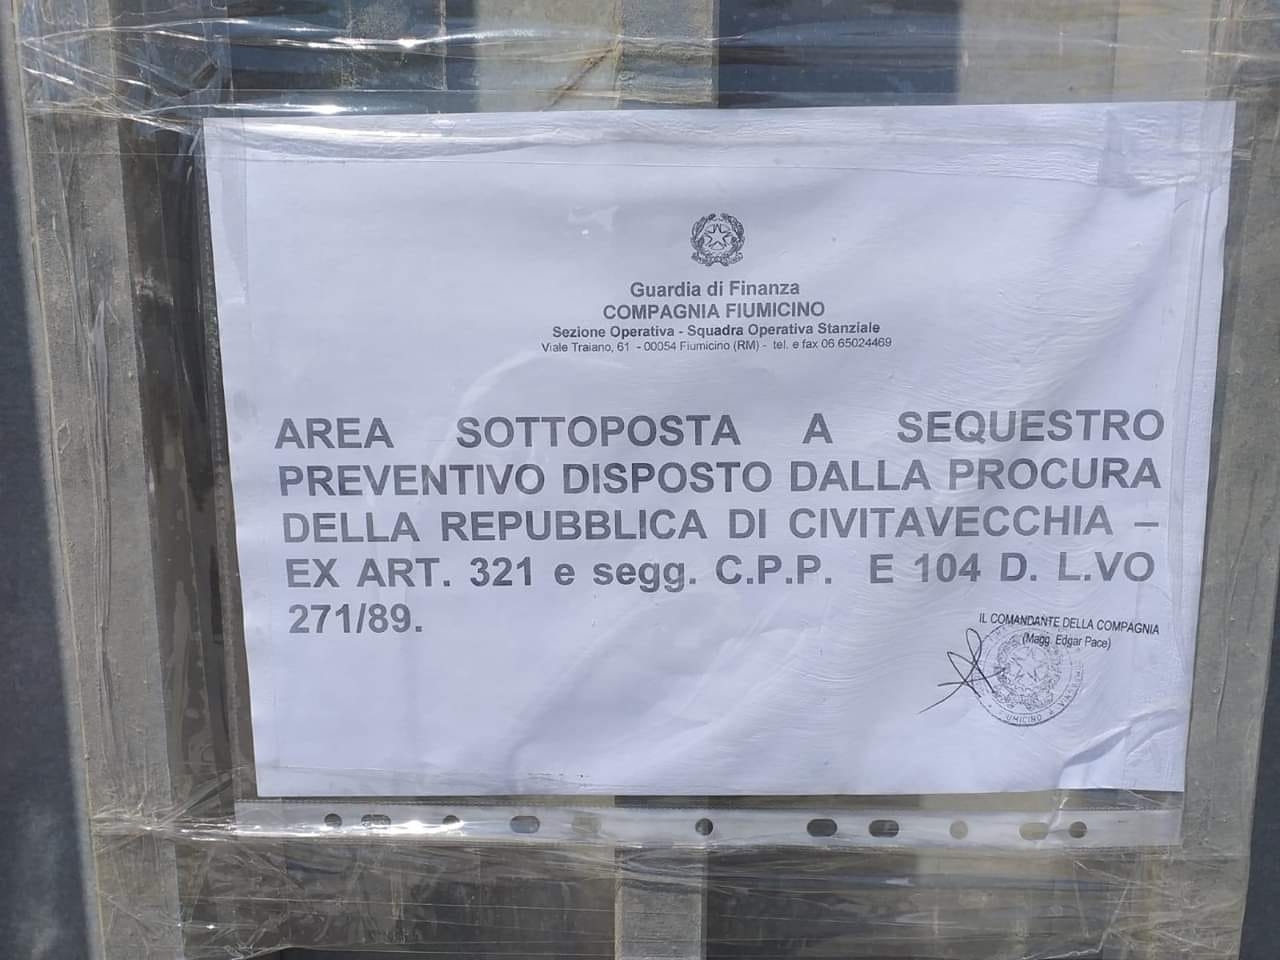 Guardia di Finanza
COMPAGNIA FIUMICINO
Sezione Operativa - Squadra Operativa Stanziale
Viale Traiano, 61 - 00054 Fiumicino (RM) - tel. e fax 06 65024469
AREA SOTTOPOSTA A SEQUESTRO
PREVENTIVO DISPOSTO DALLA PROCURA
DELLA REPUBBLICA DI CIVITAVECCHIA –
EX ART. 321 e segg. C.P.P. E 104 D. L.VO
271/89.
IL COMANDANTE DELLA COMPAGNIA
(Magg. Edgar Pace)
FIUMICINO